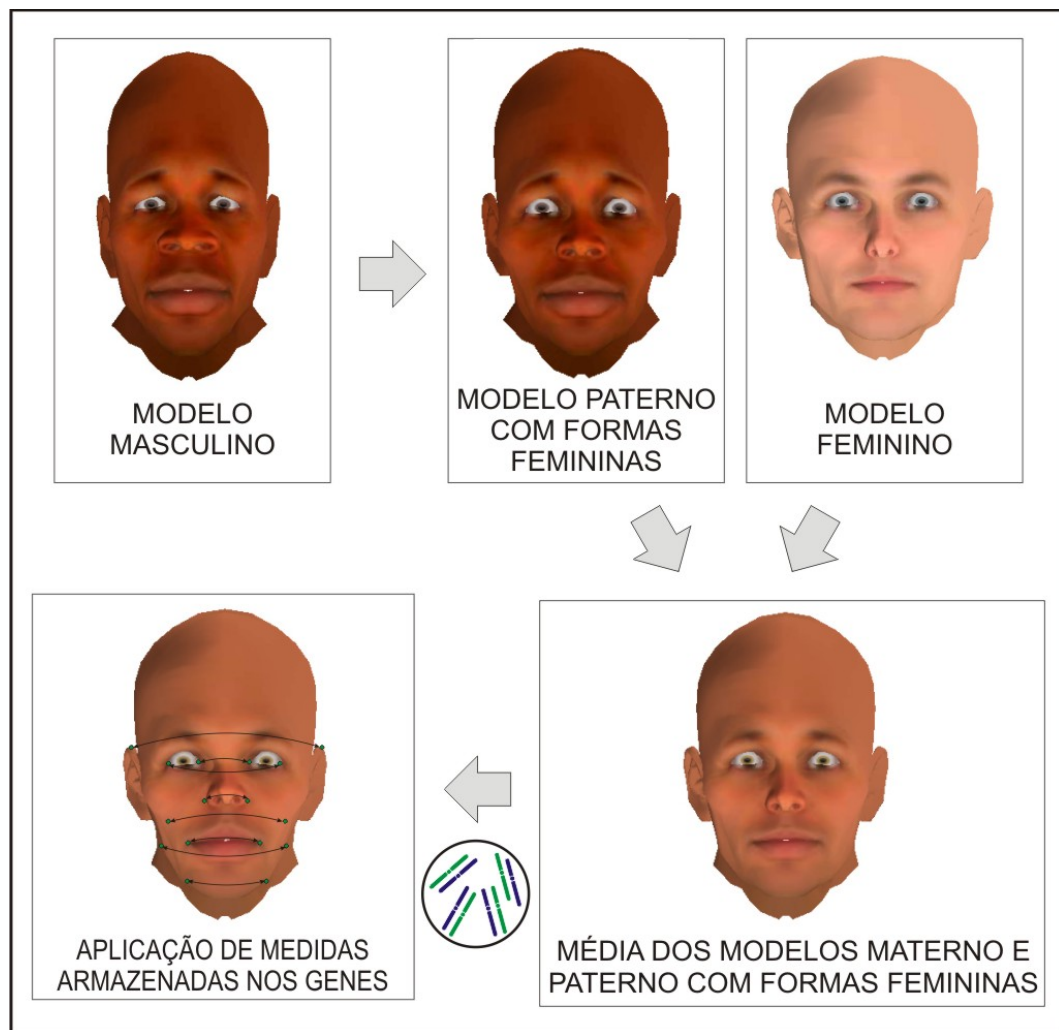 MODELO
MASCULINO
MODELO PATERNO
COM FORMAS
FEMININAS
MODELO
FEMININO
APLICAÇÃO DE MEDIDAS
ARMAZENADAS NOS GENES
MÉDIA DOS MODELOS MATERNO E
PATERNO COM FORMAS FEMININAS